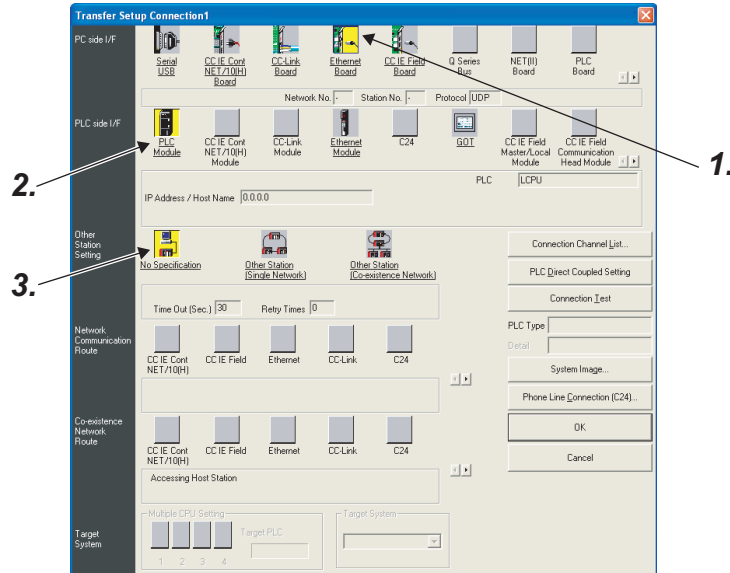 Transfer Setup Connection1
PC side I/F
Serial USB
CC IE Cont NET/10(H) Board
CC-Link Board
Ethernet Board
CC IE Field Board
Q Series Bus
NET(II) Board
PLC Board
Network No. -
Station No. -
Protocol UDP
1.
PLC side I/F
PLC Module
CC IE Cont NET/10(H) Module
CC-Link Module
Ethernet Module
C24
GOT
CC IE Field Master/Local Module
CC IE Field Communication Head Module
2.
PLC LCPU
IP Address / Host Name 0.0.0.0
Other Station Setting
No Specification
Other Station (Single Network)
Other Station (Co-existence Network)
3.
Time Out (Sec.) 30
Retry Times 0
Connection Channel List...
PLC Direct Coupled Setting
Connection Test
PLC Type
Detail
System Image...
Phone Line Connection (C24)...
OK
Cancel
Network Communication Route
CC IE Cont NET/10(H)
CC IE Field
Ethernet
CC-Link
C24
Co-existence Network Route
CC IE Cont NET/10(H)
CC IE Field
Ethernet
CC-Link
C24
Accessing Host Station
Target System
Multiple CPU Setting
1 2 3 4
Target PLC
Target System